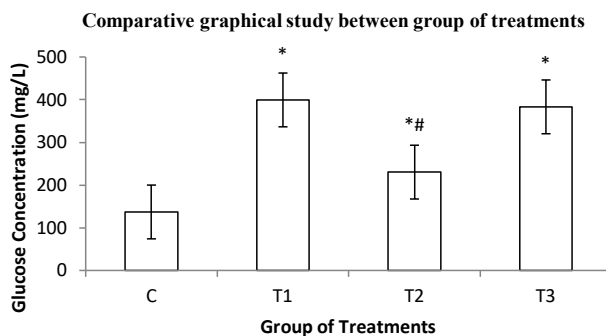 Comparative graphical study between group of treatments
Glucose Concentration (mg/L)
500
400
300
200
100
0
*
*#
*
C T1 T2 T3
Group of Treatments